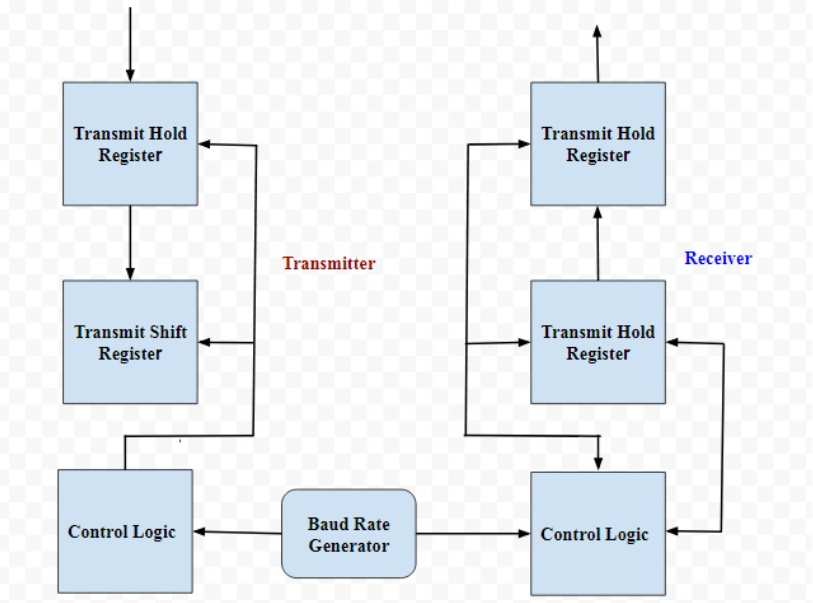 Transmit Hold
Register
Transmit Hold
Register
Transmitter
Receiver
Transmit Shift
Register
Transmit Hold
Register
Control Logic
Baud Rate
Generator
Control Logic